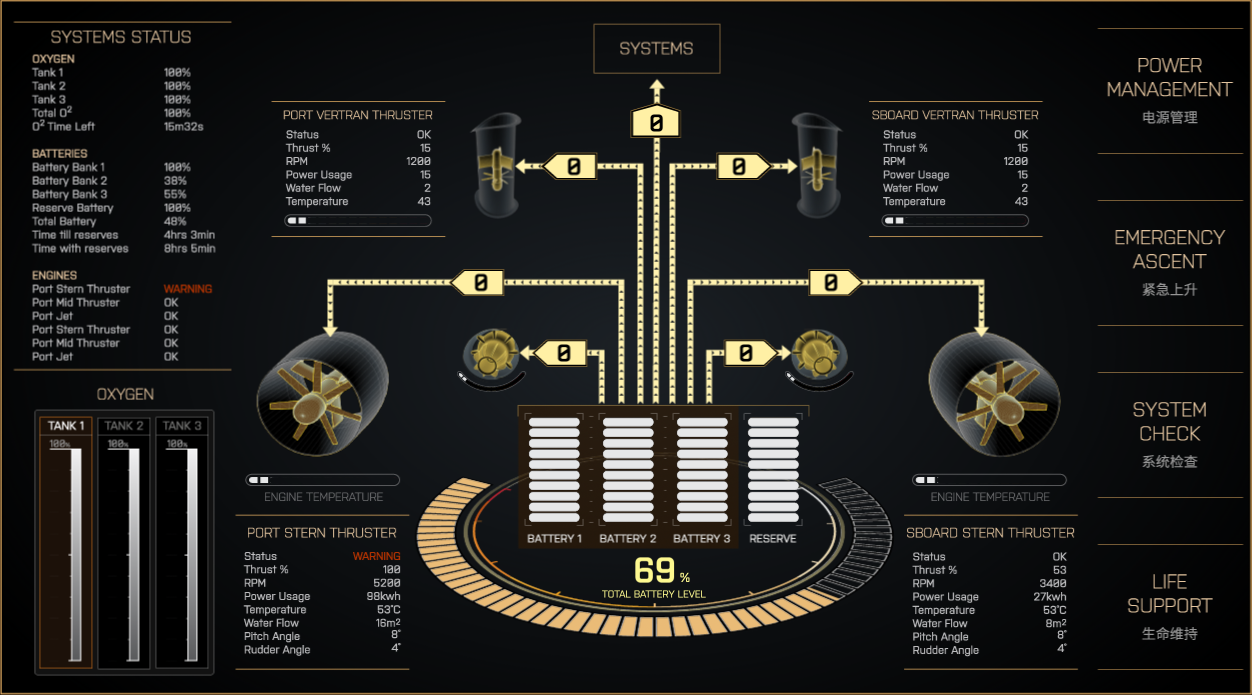 SYSTEMS STATUS
OXYGEN
Tank 1 100%
Tank 2 100%
Tank 3 100%
Total O2 100%
O2 Time Left 15m32s
BATTERIES
Battery Bank 1 100%
Battery Bank 2 38%
Battery Bank 3 55%
Reserve Battery 100%
Total Battery 48%
Time till reserves 4hrs 3min
Time with reserves 8hrs 5min
ENGINES
Port Stern Thruster WARNING
Port Mid Thruster OK
Port Jet OK
Port Stern Thruster OK
Port Mid Thruster OK
Port Jet OK
OXYGEN
TANK 1 TANK 2 TANK 3
100% 100% 100%
SYSTEMS
0
PORT VERTRAN THRUSTER
Status OK
Thrust % 15
RPM 1200
Power Usage 15
Water Flow 2
Temperature 43
0
0
SBOARD VERTRAN THRUSTER
Status OK
Thrust % 15
RPM 1200
Power Usage 15
Water Flow 2
Temperature 43
0
0
0
0
ENGINE TEMPERATURE
PORT STERN THRUSTER
Status WARNING
Thrust % 100
RPM 5200
Power Usage 98kwh
Temperature 53°C
Water Flow 16m2
Pitch Angle 8°
Rudder Angle 4°
BATTERY 1 BATTERY 2 BATTERY 3 RESERVE
69 %
TOTAL BATTERY LEVEL
ENGINE TEMPERATURE
SBOARD STERN THRUSTER
Status OK
Thrust % 53
RPM 3400
Power Usage 27kwh
Temperature 53°C
Water Flow 8m2
Pitch Angle 8°
Rudder Angle 4°
POWER
MANAGEMENT
电源管理
EMERGENCY
ASCENT
紧急上升
SYSTEM
CHECK
系统检查
LIFE
SUPPORT
生命维持